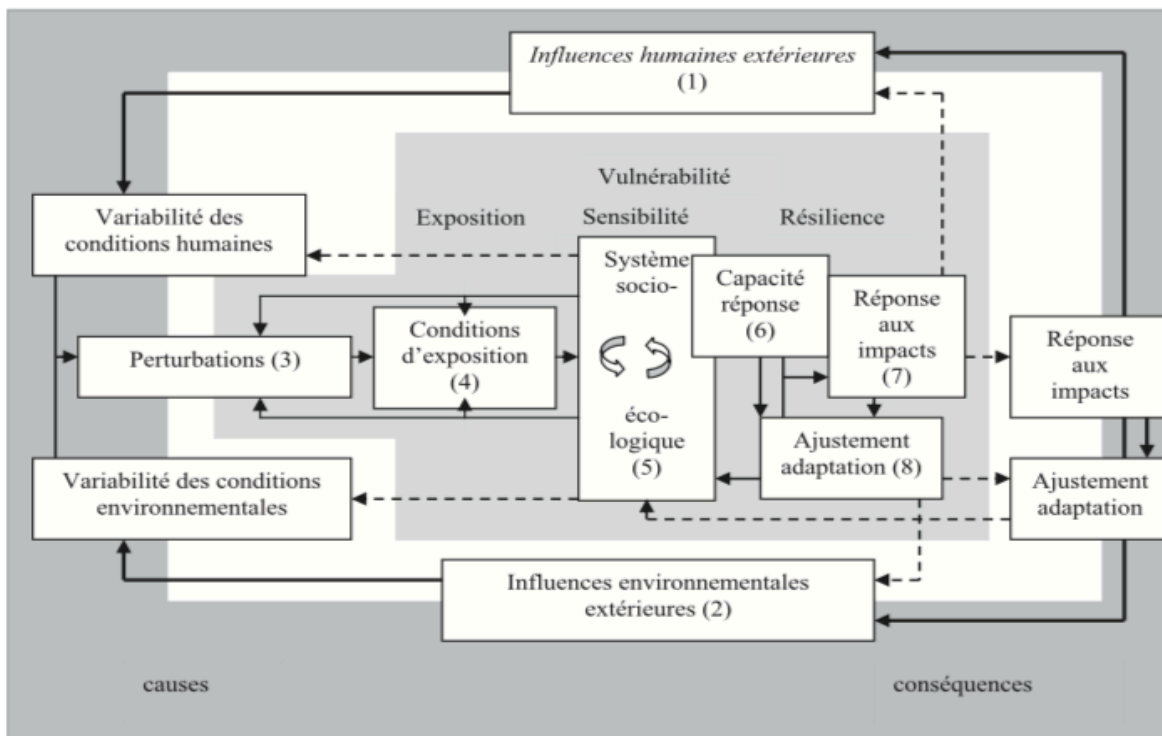 Influences humaines extérieures
(1)
Vulnérabilité
Exposition
Sensibilité
Résilience
Variabilité des
conditions humaines
Système
socio-
éco-
logique
(5)
Capacité
réponse
(6)
Réponse
aux
impacts
(7)
Réponse
aux
impacts
Perturbations (3)
Conditions
d’exposition
(4)
Ajustement
adaptation (8)
Ajustement
adaptation
Variabilité des conditions
environnementales
Influences environnementales
extérieures (2)
causes
conséquences